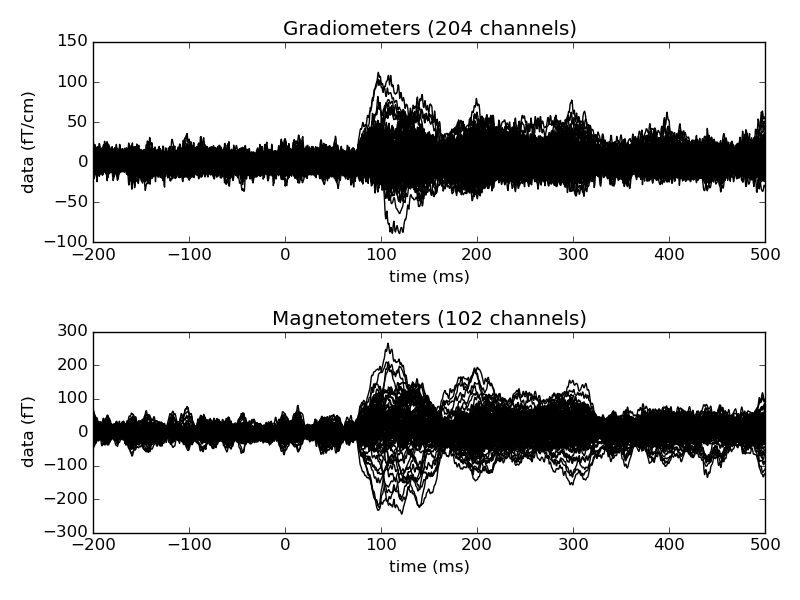 Gradiometers (204 channels)
150
100
50
0
−50
−100
data (fT/cm)
−200 −100 0 100 200 300 400 500
time (ms)
Magnetometers (102 channels)
300
200
100
0
−100
−200
−300
data (fT)
−200 −100 0 100 200 300 400 500
time (ms)